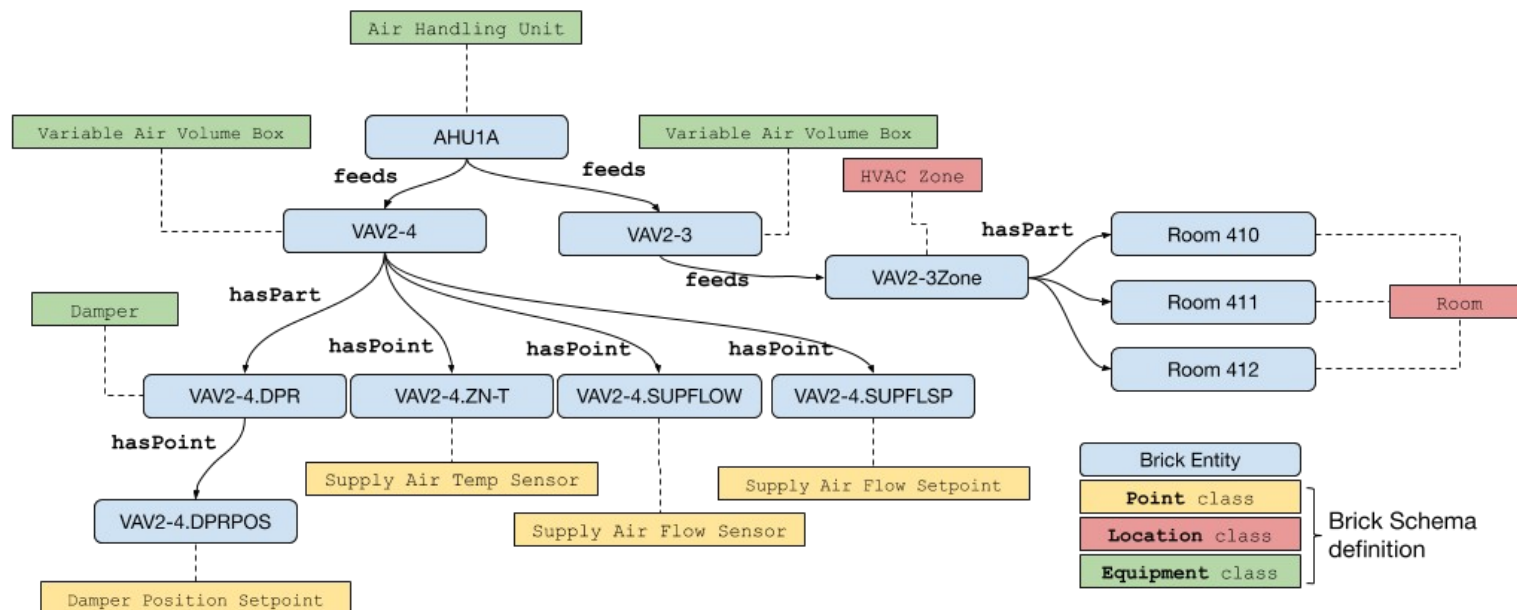 Air Handling Unit
Variable Air Volume Box
AHU1A
Variable Air Volume Box
feeds
feeds
HVAC Zone
VAV2-4
VAV2-3
hasPart
Room 410
feeds
VAV2-3Zone
hasPart
Damper
Room 411
Room
hasPoint
hasPoint
hasPoint
Room 412
VAV2-4.DPR
VAV2-4.ZN-T
VAV2-4.SUPFLOW
VAV2-4.SUPFLSP
hasPoint
Supply Air Temp Sensor
Supply Air Flow Setpoint
Supply Air Flow Sensor
VAV2-4.DPRPOS
Damper Position Setpoint
Brick Entity
Point class
Location class
Equipment class
Brick Schema
definition